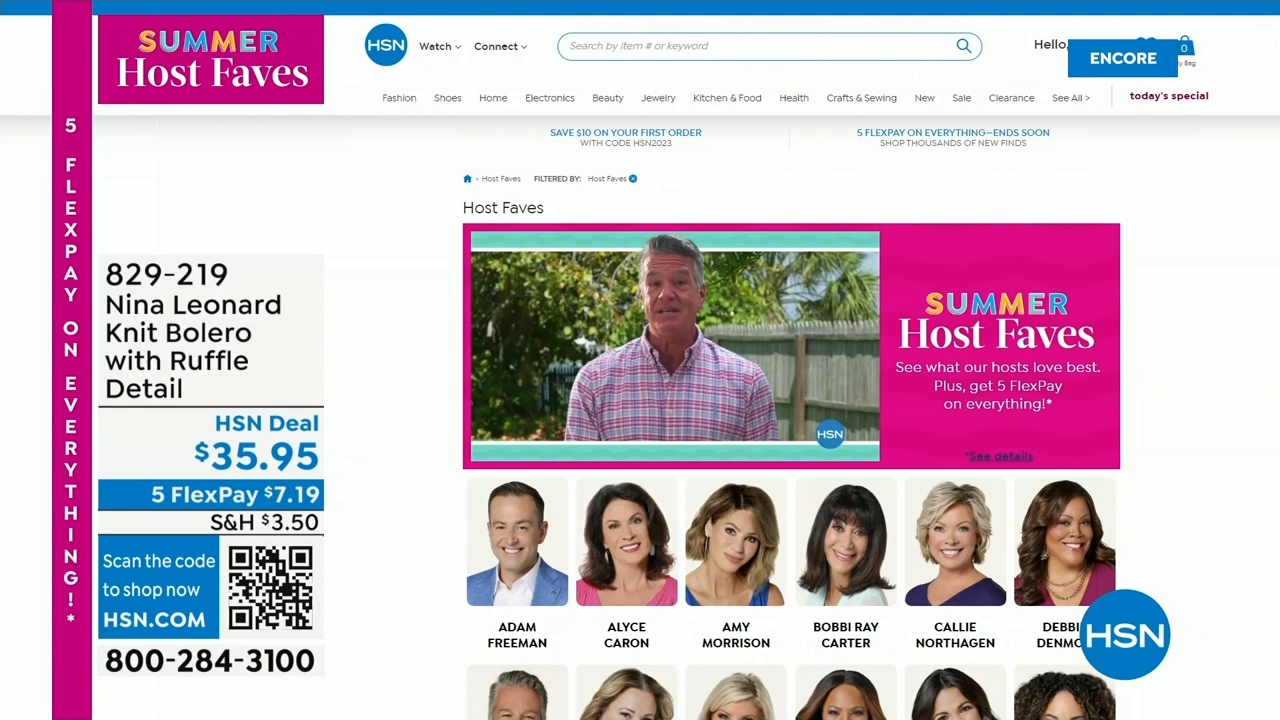 SUMMER
Host Faves
5 FLEXPAY ON EVERYTHING!*
HSN
Watch
Connect
Search by item # or keyword
Hello,
ENCORE
0
Bag
Fashion
Shoes
Home
Electronics
Beauty
Jewelry
Kitchen & Food
Health
Crafts & Sewing
New
Sale
Clearance
See All >
today's special
SAVE $10 ON YOUR FIRST ORDER
WITH CODE HSN2023
5 FLEXPAY ON EVERYTHING—ENDS SOON
SHOP THOUSANDS OF NEW FINDS
> Host Faves
FILTERED BY: Host Faves
Host Faves
829-219
Nina Leonard
Knit Bolero
with Ruffle
Detail
HSN Deal
$35.95
5 FlexPay $7.19
S&H $3.50
Scan the code
to shop now
HSN.COM
800-284-3100
HSN
SUMMER
Host Faves
See what our hosts love best.
Plus, get 5 FlexPay
on everything!*
*See details
ADAM
FREEMAN
ALYCE
CARON
AMY
MORRISON
BOBBI RAY
CARTER
CALLIE
NORTHAGEN
HSN